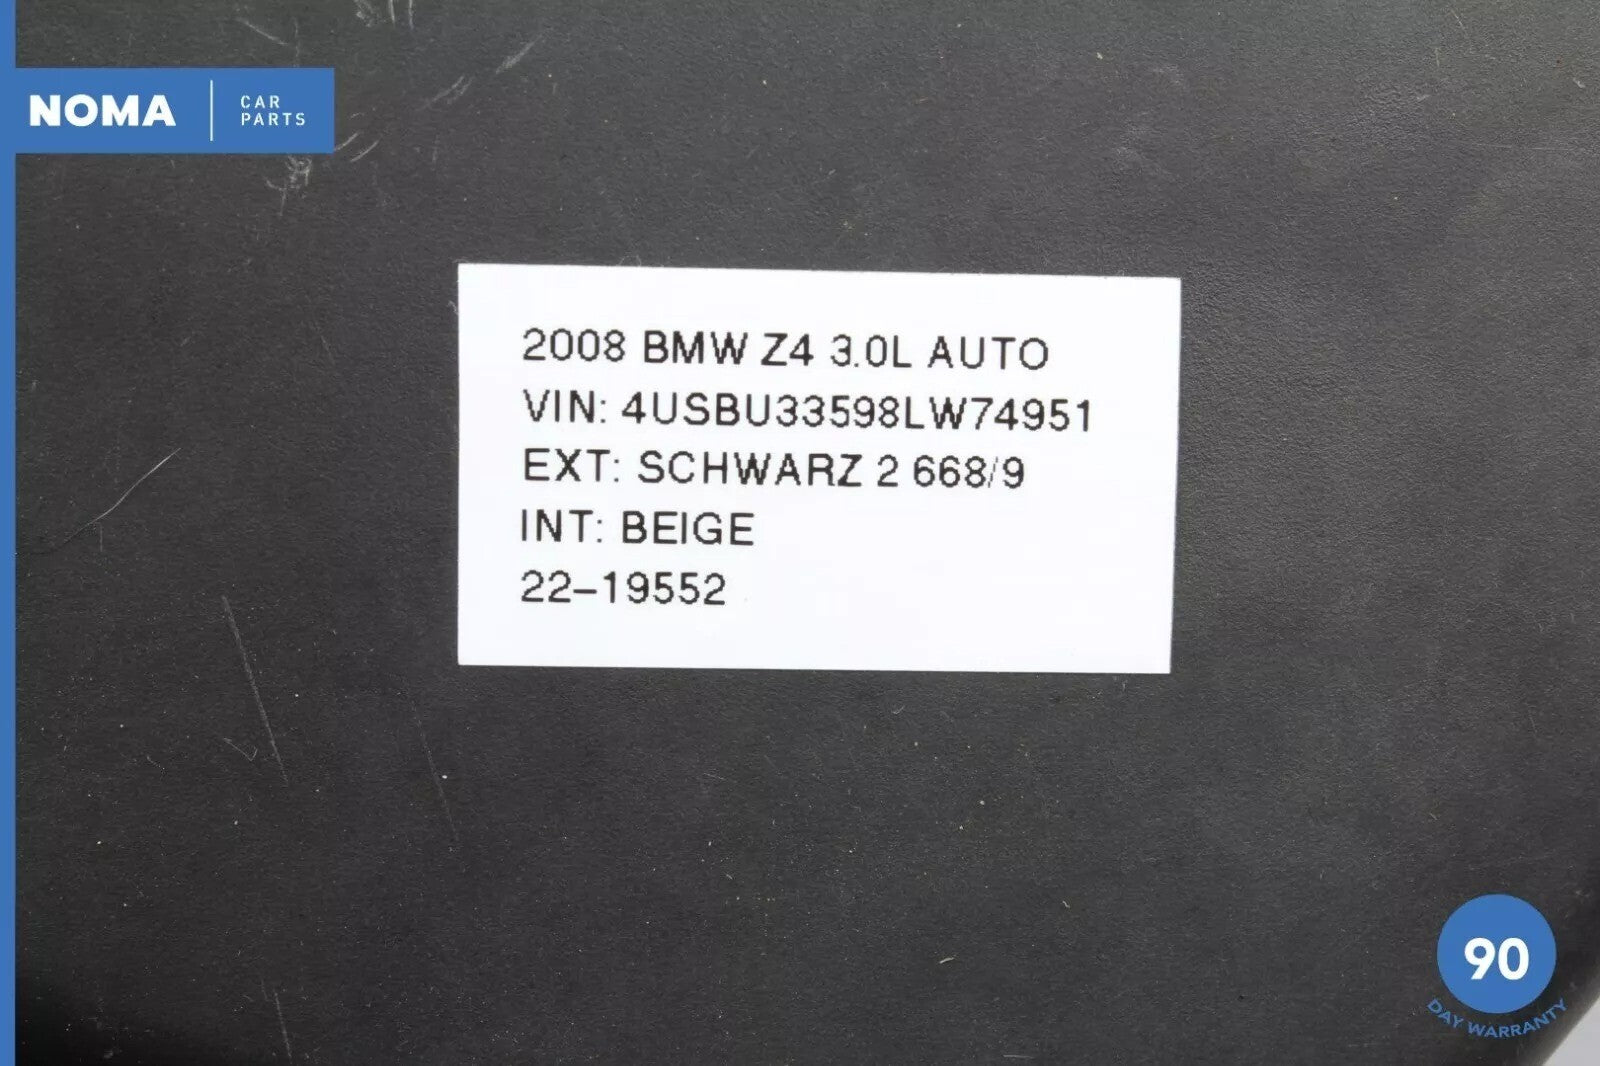 NOMA
CAR
PARTS
2008 BMW Z4 3.0L AUTO
VIN: 4USBU33598LW74951
EXT: SCHWARZ 2 668/9
INT: BEIGE
22-19552
90
DAY WARRANTY